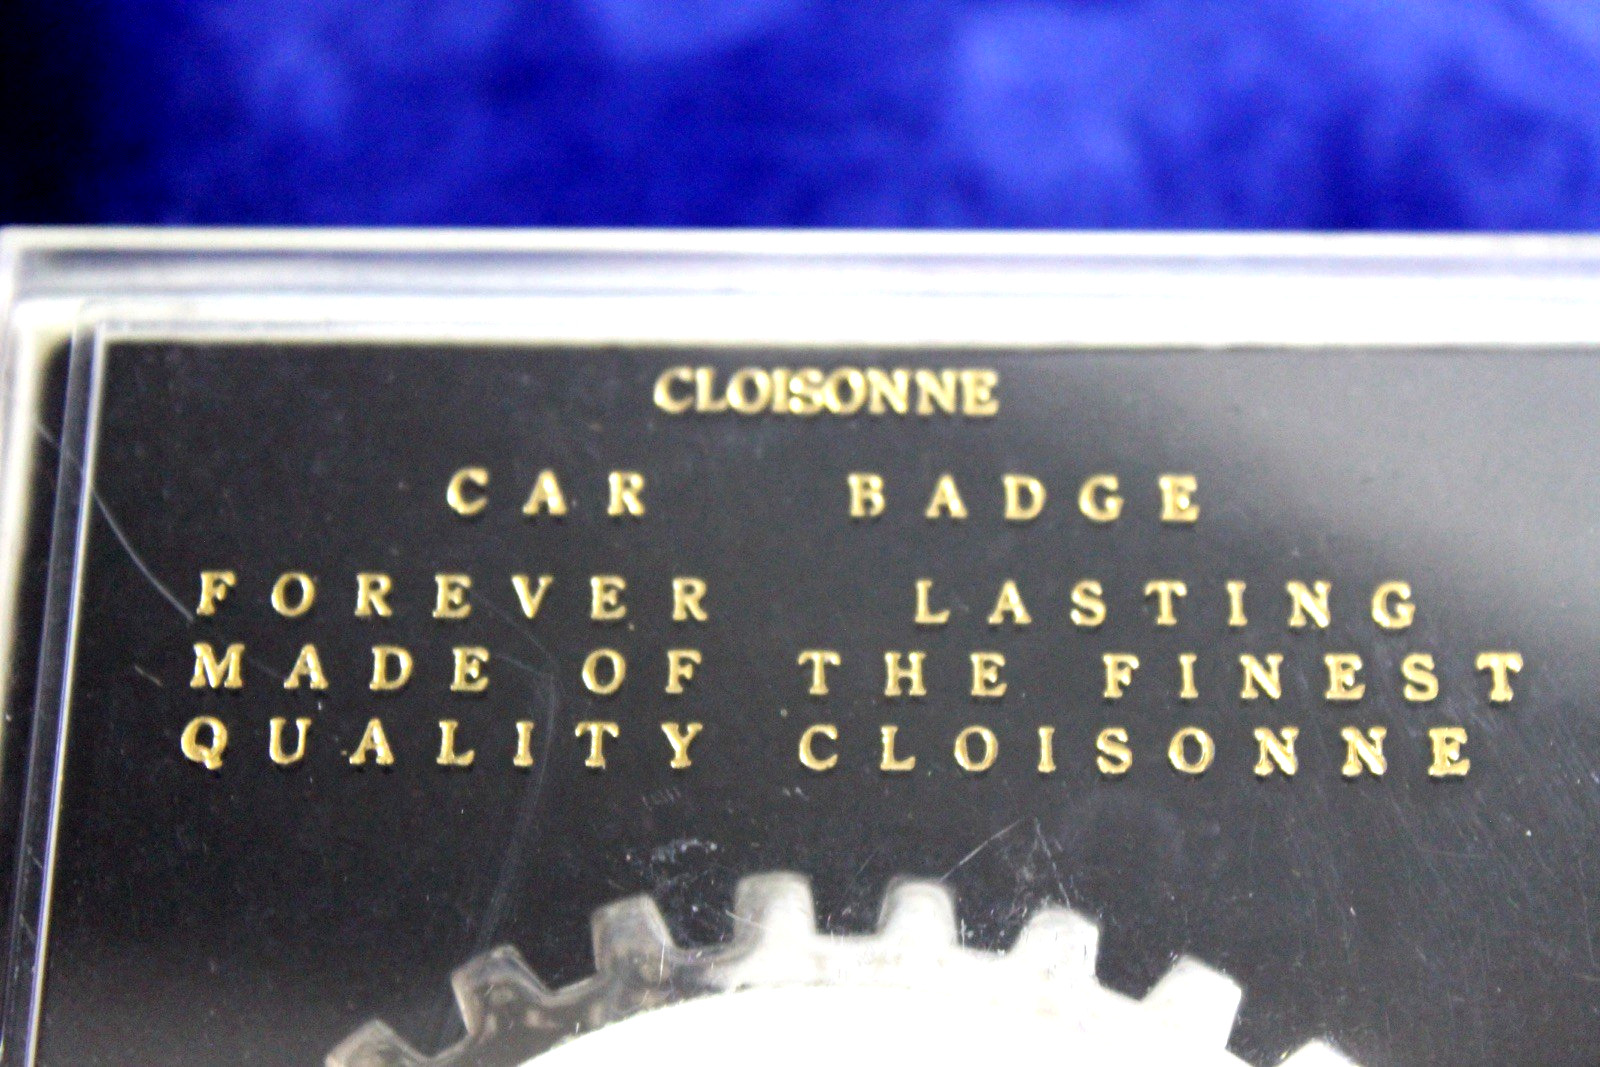 CLOISONNE
CAR BADGE
FOREVER LASTING
MADE OF THE FINEST
QUALITY CLOISONNE